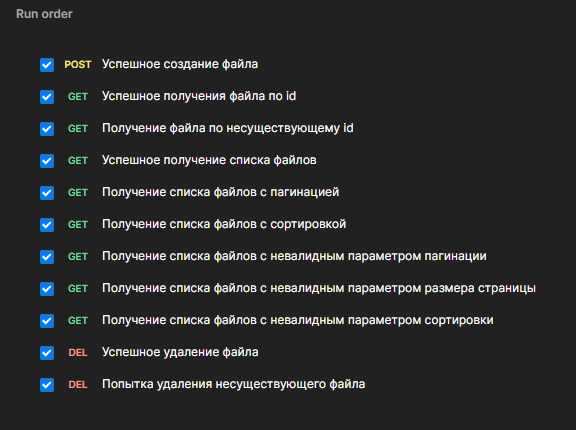 Run order
POST Успешное создание файла
GET Успешное получения файла по id
GET Получение файла по несуществующему id
GET Успешное получение списка файлов
GET Получение списка файлов с пагинацией
GET Получение списка файлов с сортировкой
GET Получение списка файлов с невалидным параметром пагинации
GET Получение списка файлов с невалидным параметром размера страницы
GET Получение списка файлов с невалидным параметром сортировки
DEL Успешное удаление файла
DEL Попытка удаления несуществующего файла